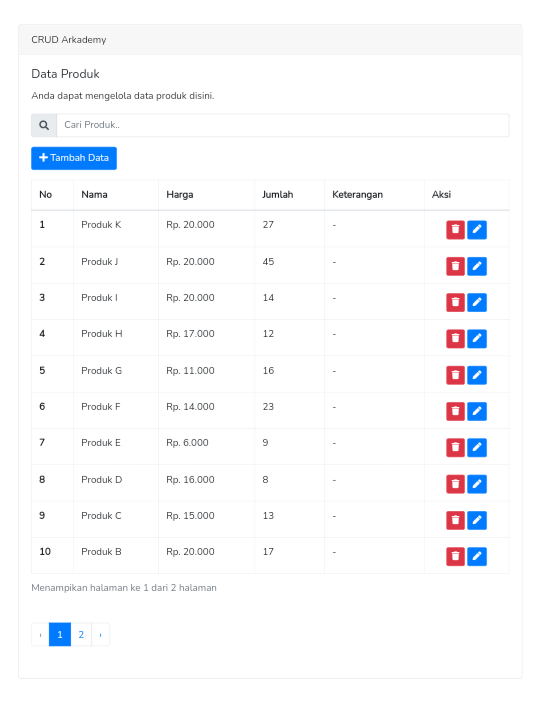 CRUD Arkademy
Data Produk
Anda dapat mengelola data produk disini.
Cari Produk..
Tambah Data
No Nama Harga Jumlah Keterangan Aksi
1 Produk K Rp. 20.000 27 -
2 Produk J Rp. 20.000 45 -
3 Produk I Rp. 20.000 14 -
4 Produk H Rp. 17.000 12 -
5 Produk G Rp. 11.000 16 -
6 Produk F Rp. 14.000 23 -
7 Produk E Rp. 6.000 9 -
8 Produk D Rp. 16.000 8 -
9 Produk C Rp. 15.000 13 -
10 Produk B Rp. 20.000 17 -
Menampikan halaman ke 1 dari 2 halaman
‹ 1 2 ›